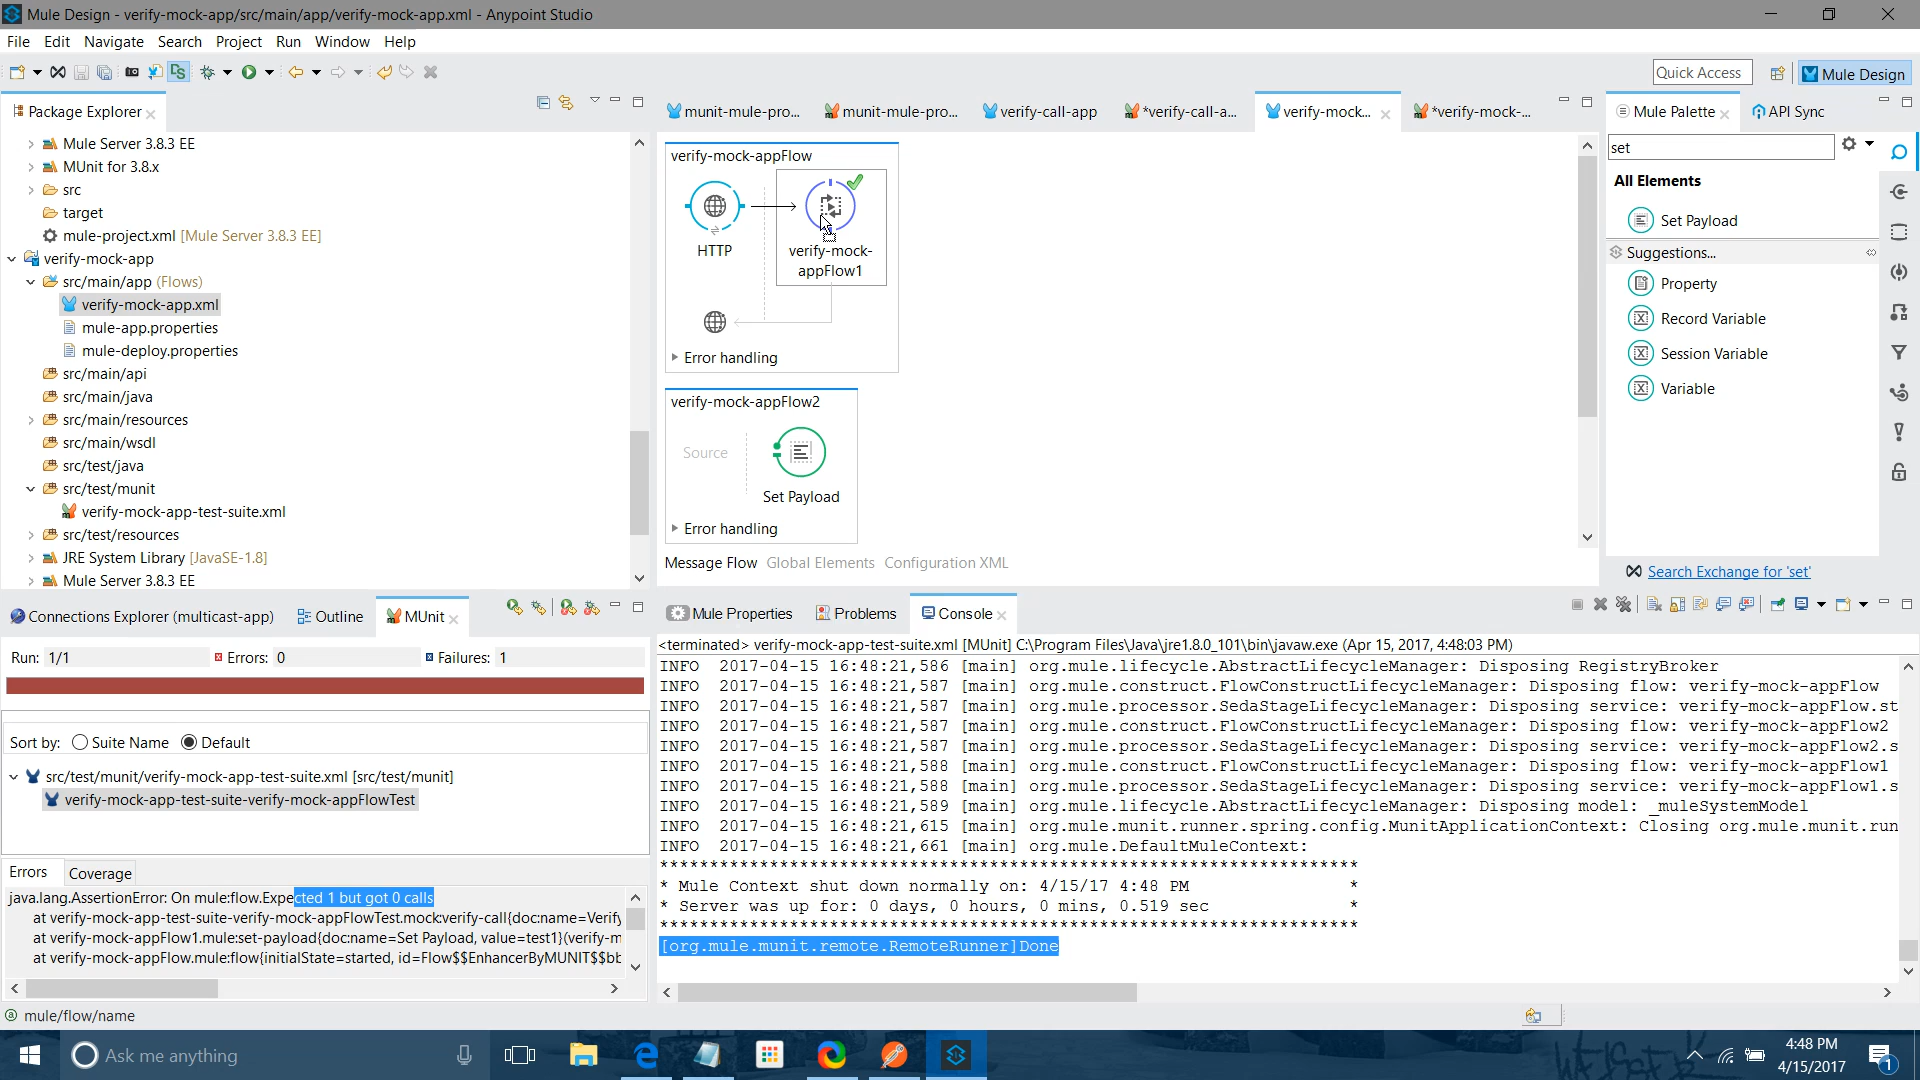 Mule Design - verify-mock-app/src/main/app/verify-mock-app.xml - Anypoint Studio
File Edit Navigate Search Project Run Window Help
Quick Access
Mule Design
Package Explorer
Mule Server 3.8.3 EE
MUnit for 3.8.x
src
target
mule-project.xml [Mule Server 3.8.3 EE]
verify-mock-app
src/main/app (Flows)
verify-mock-app.xml
mule-app.properties
mule-deploy.properties
src/main/api
src/main/java
src/main/resources
src/main/wsdl
src/test/java
src/test/munit
verify-mock-app-test-suite.xml
src/test/resources
JRE System Library [JavaSE-1.8]
Mule Server 3.8.3 EE
munit-mule-pro... munit-mule-pro... verify-call-app *verify-call-a... verify-mock... *verify-mock-...
verify-mock-appFlow
HTTP
verify-mock-
appFlow1
Error handling
verify-mock-appFlow2
Source
Set Payload
Error handling
Message Flow Global Elements Configuration XML
Mule Palette API Sync
set
All Elements
Set Payload
Suggestions...
Property
Record Variable
Session Variable
Variable
Search Exchange for 'set'
Connections Explorer (multicast-app) Outline MUnit
Run: 1/1 Errors: 0 Failures: 1
Sort by: Suite Name Default
src/test/munit/verify-mock-app-test-suite.xml [src/test/munit]
verify-mock-app-test-suite-verify-mock-appFlowTest
Errors Coverage
java.lang.AssertionError: On mule:flow.Expected 1 but got 0 calls
at verify-mock-app-test-suite-verify-mock-appFlowTest.mock:verify-call{doc:name=Verify
at verify-mock-appFlow1.mule:set-payload{doc:name=Set Payload, value=test1}(verify-m
at verify-mock-appFlow.mule:flow{initialState=started, id=Flow$$EnhancerByMUNIT$$bb
Mule Properties Problems Console
<terminated> verify-mock-app-test-suite.xml [MUnit] C:\Program Files\Java\jre1.8.0_101\bin\javaw.exe (Apr 15, 2017, 4:48:03 PM)
INFO 2017-04-15 16:48:21,586 [main] org.mule.lifecycle.AbstractLifecycleManager: Disposing RegistryBroker
INFO 2017-04-15 16:48:21,587 [main] org.mule.construct.FlowConstructLifecycleManager: Disposing flow: verify-mock-appFlow
INFO 2017-04-15 16:48:21,587 [main] org.mule.processor.SedaStageLifecycleManager: Disposing service: verify-mock-appFlow.st
INFO 2017-04-15 16:48:21,587 [main] org.mule.construct.FlowConstructLifecycleManager: Disposing flow: verify-mock-appFlow2
INFO 2017-04-15 16:48:21,587 [main] org.mule.processor.SedaStageLifecycleManager: Disposing service: verify-mock-appFlow2.s
INFO 2017-04-15 16:48:21,588 [main] org.mule.construct.FlowConstructLifecycleManager: Disposing flow: verify-mock-appFlow1
INFO 2017-04-15 16:48:21,588 [main] org.mule.processor.SedaStageLifecycleManager: Disposing service: verify-mock-appFlow1.s
INFO 2017-04-15 16:48:21,589 [main] org.mule.lifecycle.AbstractLifecycleManager: Disposing model: _muleSystemModel
INFO 2017-04-15 16:48:21,615 [main] org.mule.munit.runner.spring.config.MunitApplicationContext: Closing org.mule.munit.run
INFO 2017-04-15 16:48:21,661 [main] org.mule.DefaultMuleContext:
**********************************************************************
* Mule Context shut down normally on: 4/15/17 4:48 PM *
* Server was up for: 0 days, 0 hours, 0 mins, 0.519 sec *
**********************************************************************
[org.mule.munit.remote.RemoteRunner]Done
mule/flow/name
Ask me anything
4:48 PM
4/15/2017
1